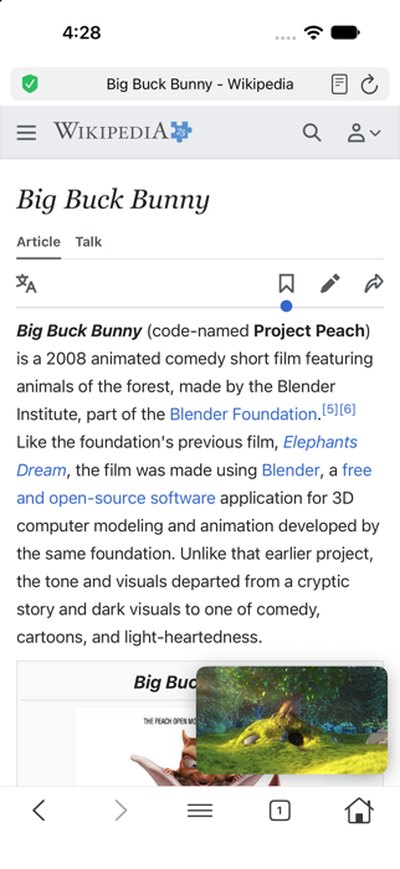 4:28
Big Buck Bunny - Wikipedia
WIKIPEDIA
25
Big Buck Bunny
Article Talk
Big Buck Bunny (code-named Project Peach)
is a 2008 animated comedy short film featuring
animals of the forest, made by the Blender
Institute, part of the Blender Foundation.[5][6]
Like the foundation's previous film, Elephants
Dream, the film was made using Blender, a free
and open-source software application for 3D
computer modeling and animation developed by
the same foundation. Unlike that earlier project,
the tone and visuals departed from a cryptic
story and dark visuals to one of comedy,
cartoons, and light-heartedness.
Big Buc
THE PEACH OPEN MO
1